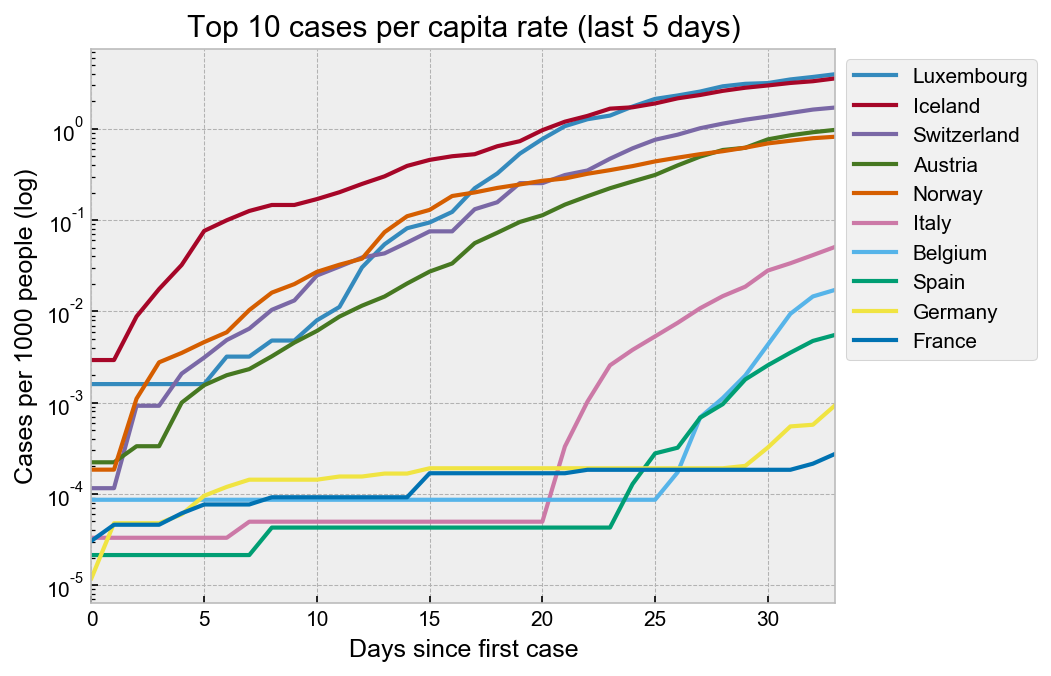 Top 10 cases per capita rate (last 5 days)
Cases per 1000 people (log)
10^0
10^-1
10^-2
10^-3
10^-4
10^-5
0 5 10 15 20 25 30
Days since first case
Luxembourg
Iceland
Switzerland
Austria
Norway
Italy
Belgium
Spain
Germany
France